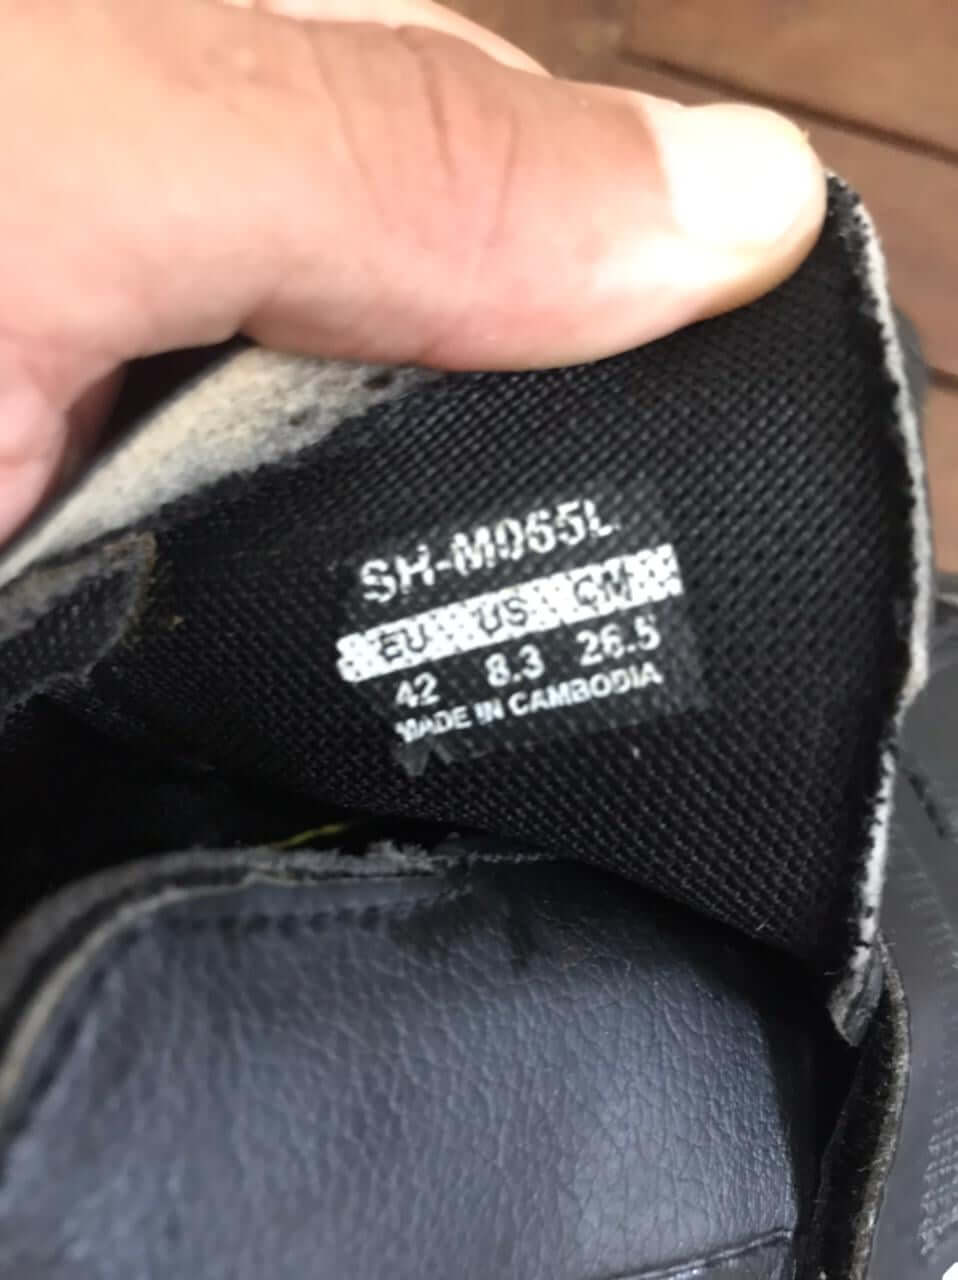 SH-M065L
EU US CM
42 8.3 26.5
MADE IN CAMBODIA